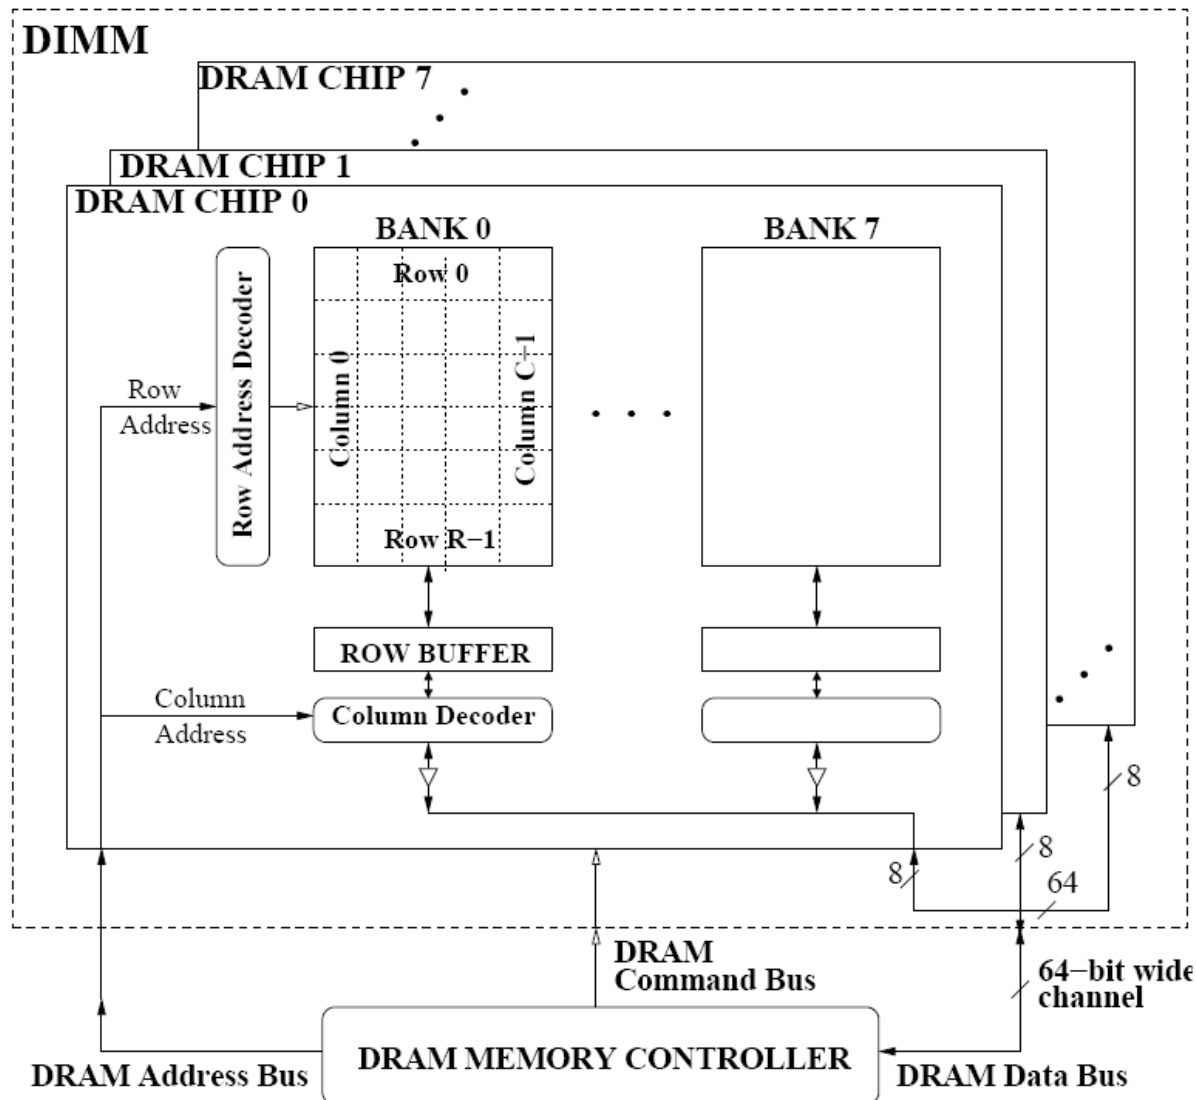 DIMM
DRAM CHIP 7
DRAM CHIP 1
DRAM CHIP 0
BANK 0
BANK 7
Row Address Decoder
Row 0
Column 0
Column C−1
Row
Address
Row R−1
ROW BUFFER
Column
Address
Column Decoder
8
8
8
64
DRAM
Command Bus
64−bit wide
channel
DRAM MEMORY CONTROLLER
DRAM Address Bus
DRAM Data Bus